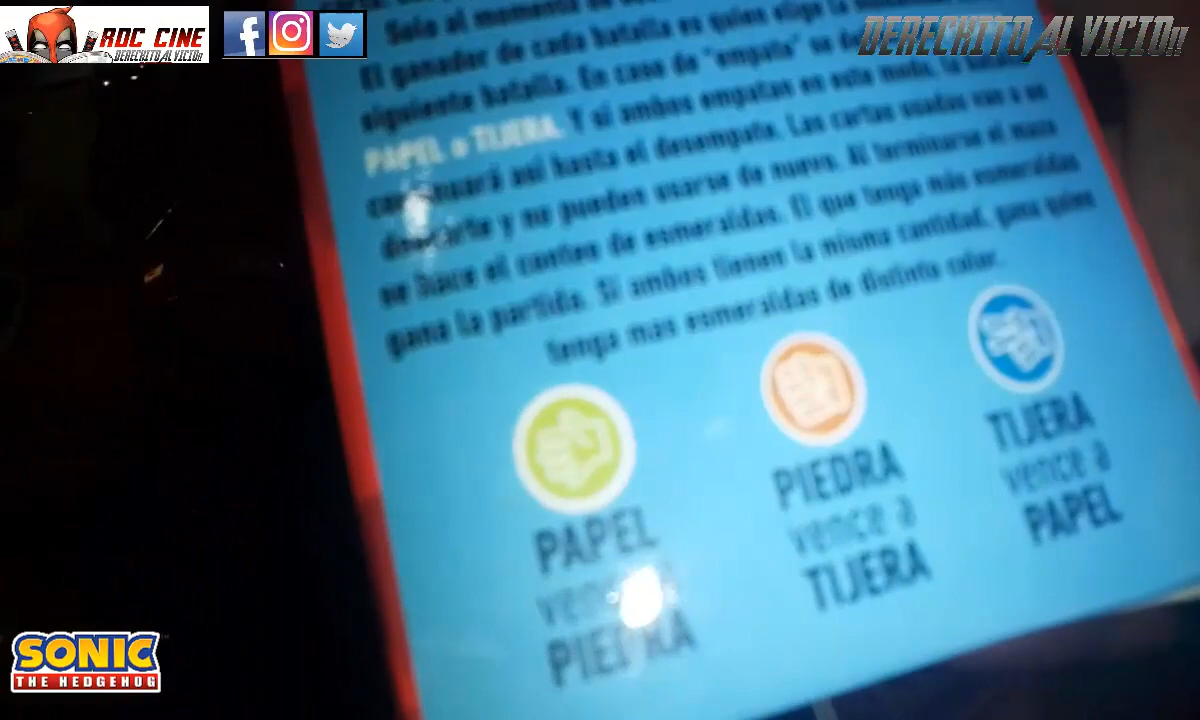 RDC CINE
DERECHITO AL VICIO!!
DERECHITO AL VICIO!!
Solo al momento de
El ganador de cada batalla es quien elige la
siguiente batalla. En caso de "empate" se
PAPEL o TIJERA. Y si ambos empatan en este modo, la
continuará así hasta el desempate. Las cartas usadas van a un
descarte y no pueden usarse de nuevo. Al terminarse el mazo
se hace el conteo de esmeraldas. El que tenga más esmeraldas
gana la partida. Si ambos tienen la misma cantidad, gana quien
tenga mas esmeraldas de distinto color.
PAPEL
vence a
PIEDRA
PIEDRA
vence a
TIJERA
TIJERA
vence a
PAPEL
SONIC
THE HEDGEHOG